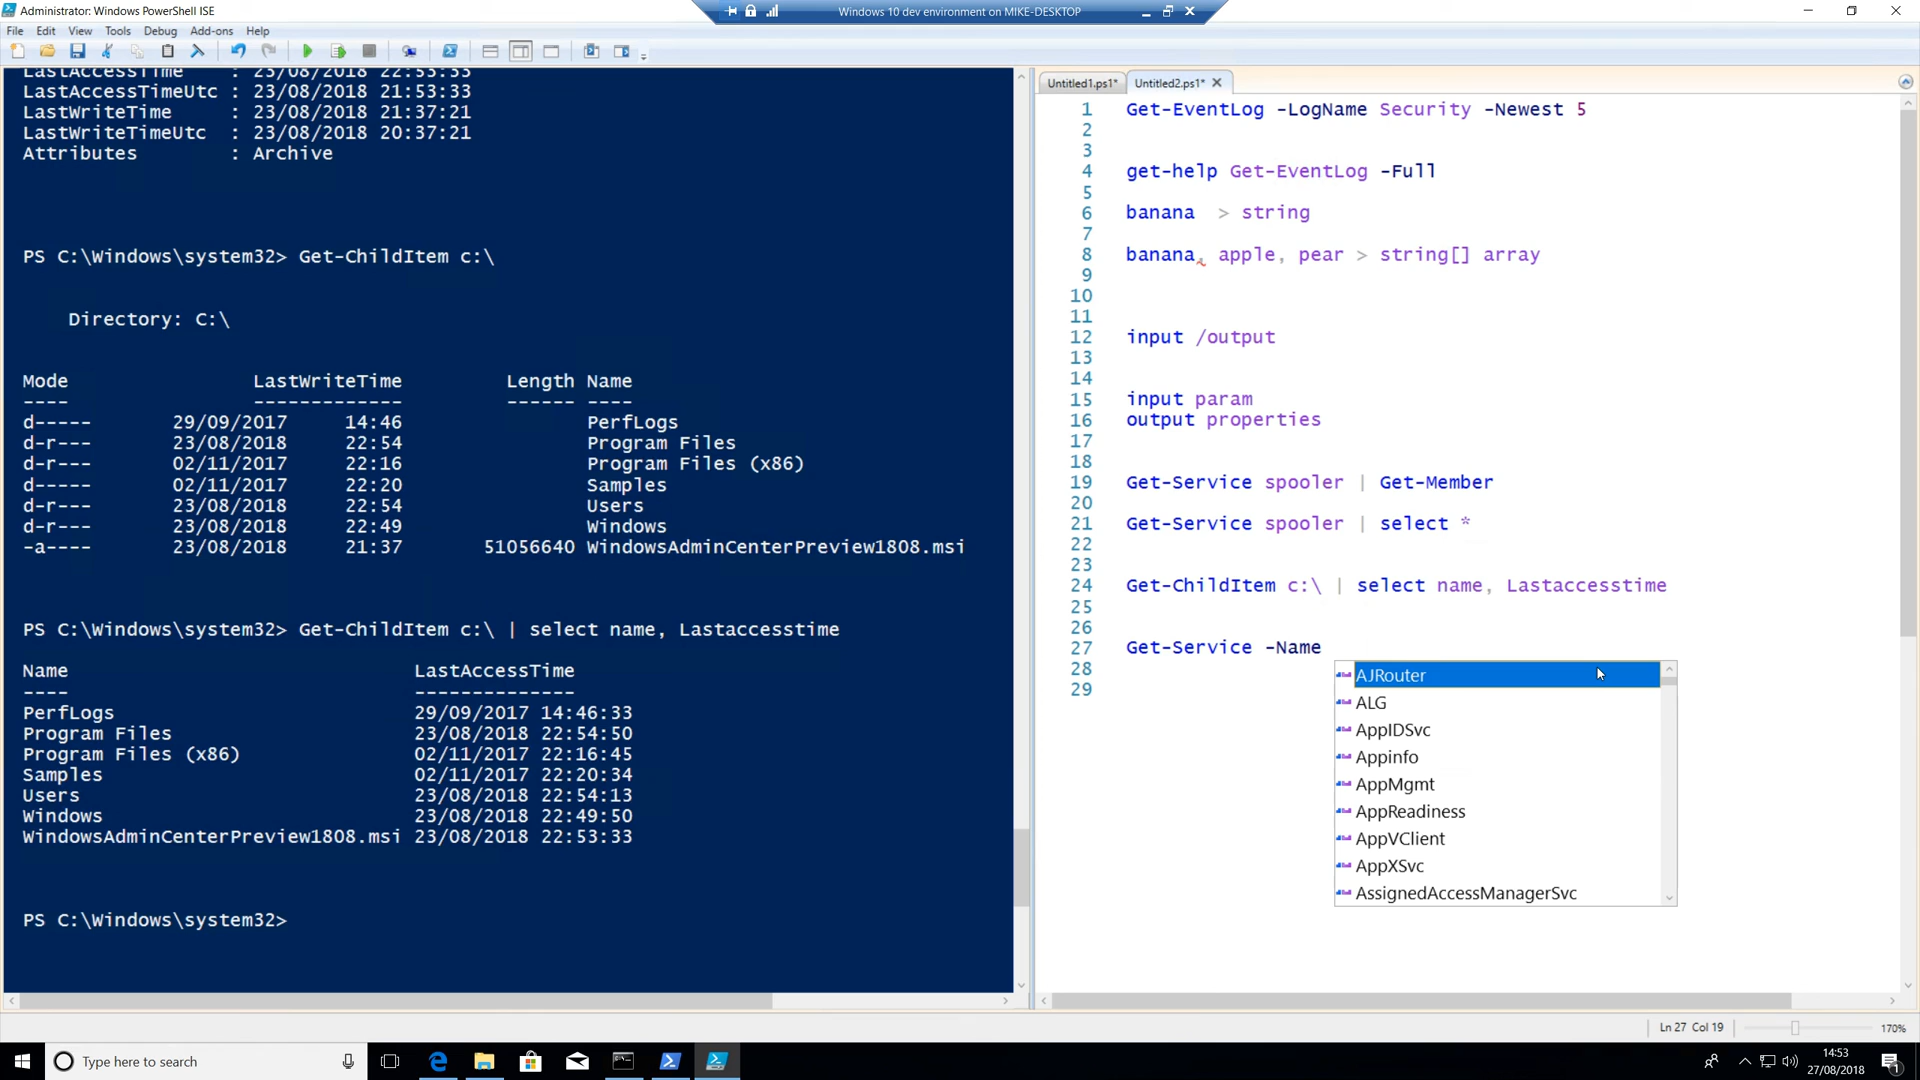 Administrator: Windows PowerShell ISE
Windows 10 dev environment on MIKE-DESKTOP
File Edit View Tools Debug Add-ons Help
LastAccessTime : 23/08/2018 22:53:33
LastAccessTimeUtc : 23/08/2018 21:53:33
LastWriteTime : 23/08/2018 21:37:21
LastWriteTimeUtc : 23/08/2018 20:37:21
Attributes : Archive
PS C:\Windows\system32> Get-ChildItem c:\
Directory: C:\
Mode LastWriteTime Length Name
---- ------------- ------ ----
d----- 29/09/2017 14:46 PerfLogs
d-r--- 23/08/2018 22:54 Program Files
d-r--- 02/11/2017 22:16 Program Files (x86)
d----- 02/11/2017 22:20 Samples
d-r--- 23/08/2018 22:54 Users
d-r--- 23/08/2018 22:49 Windows
-a---- 23/08/2018 21:37 51056640 WindowsAdminCenterPreview1808.msi
PS C:\Windows\system32> Get-ChildItem c:\ | select name, Lastaccesstime
Name LastAccessTime
---- --------------
PerfLogs 29/09/2017 14:46:33
Program Files 23/08/2018 22:54:50
Program Files (x86) 02/11/2017 22:16:45
Samples 02/11/2017 22:20:34
Users 23/08/2018 22:54:13
Windows 23/08/2018 22:49:50
WindowsAdminCenterPreview1808.msi 23/08/2018 22:53:33
PS C:\Windows\system32>
Untitled1.ps1* Untitled2.ps1*
1 Get-EventLog -LogName Security -Newest 5
2
3
4 get-help Get-EventLog -Full
5
6 banana > string
7
8 banana, apple, pear > string[] array
9
10
11
12 input /output
13
14
15 input param
16 output properties
17
18
19 Get-Service spooler | Get-Member
20
21 Get-Service spooler | select *
22
23
24 Get-ChildItem c:\ | select name, Lastaccesstime
25
26
27 Get-Service -Name
28
29
AJRouter
ALG
AppIDSvc
Appinfo
AppMgmt
AppReadiness
AppVClient
AppXSvc
AssignedAccessManagerSvc
Ln 27 Col 19 170%
Type here to search
14:53
27/08/2018
1